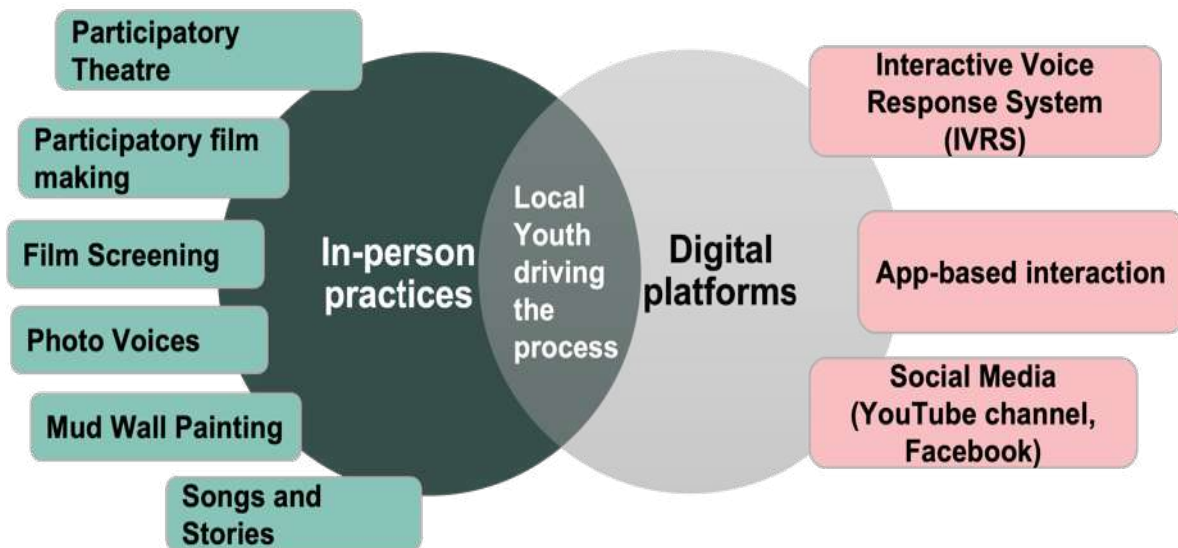 Participatory
Theatre
Participatory film
making
Film Screening
Photo Voices
Mud Wall Painting
Songs and
Stories
In-person
practices
Local
Youth
driving
the
process
Digital
platforms
Interactive Voice
Response System
(IVRS)
App-based interaction
Social Media
(YouTube channel,
Facebook)